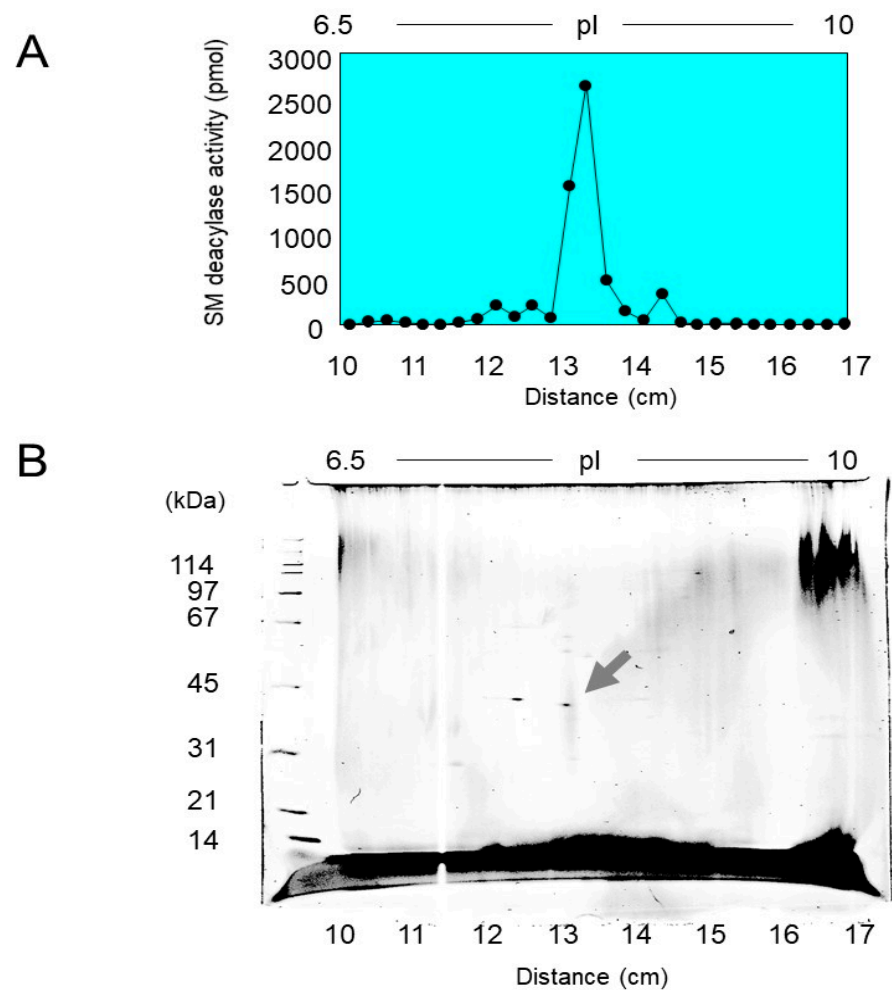 A
6.5 pI 10
SM deacylase activity (pmol)
3000
2500
2000
1500
1000
500
0
10 11 12 13 14 15 16 17
Distance (cm)
B
6.5 pI 10
(kDa)
114
97
67
45
31
21
14
10 11 12 13 14 15 16 17
Distance (cm)